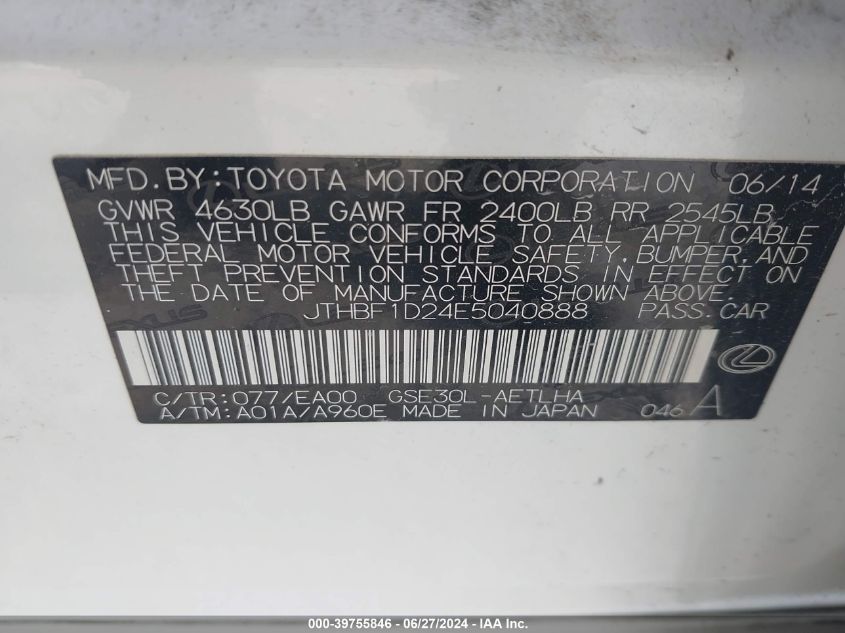 MFD.BY:TOYOTA MOTOR CORPORATION 06/14
GVWR 4630LB GAWR FR 2400LB RR 2545LB
THIS VEHICLE CONFORMS TO ALL APPLICABLE
FEDERAL MOTOR VEHICLE SAFETY, BUMPER, AND
THEFT PREVENTION STANDARDS IN EFFECT ON
THE DATE OF MANUFACTURE SHOWN ABOVE.
JTHBF1D24E5040888 PASS.CAR
C/TR:077/EA00 GSE30L-AETLHA
A/TM:A01A/A960E MADE IN JAPAN 046 A
000-39755846 - 06/27/2024 - IAA Inc.